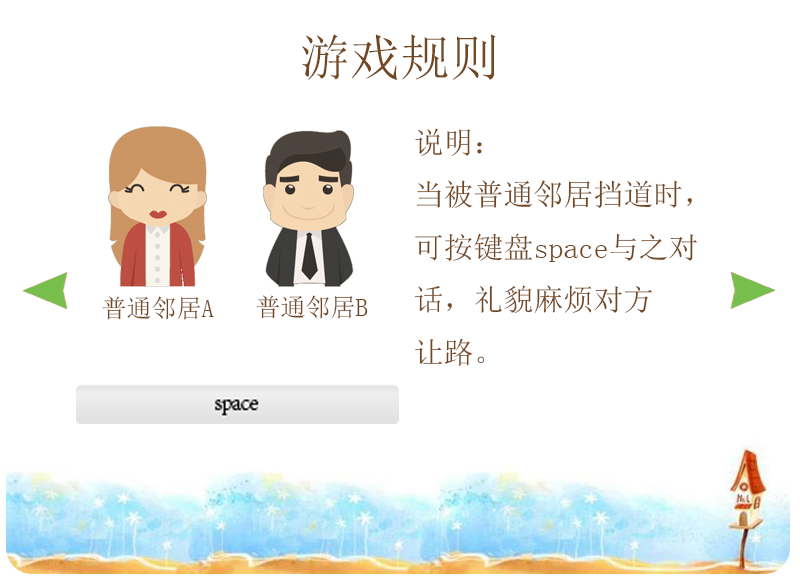 游戏规则
说明：
当被普通邻居挡道时，
可按键盘space与之对
话，礼貌麻烦对方
让路。
普通邻居A
普通邻居B
space